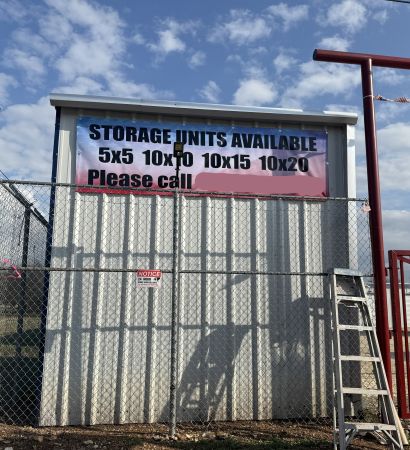 STORAGE UNITS AVAILABLE
5x5 10x10 10x15 10x20
Please call
NOTICE